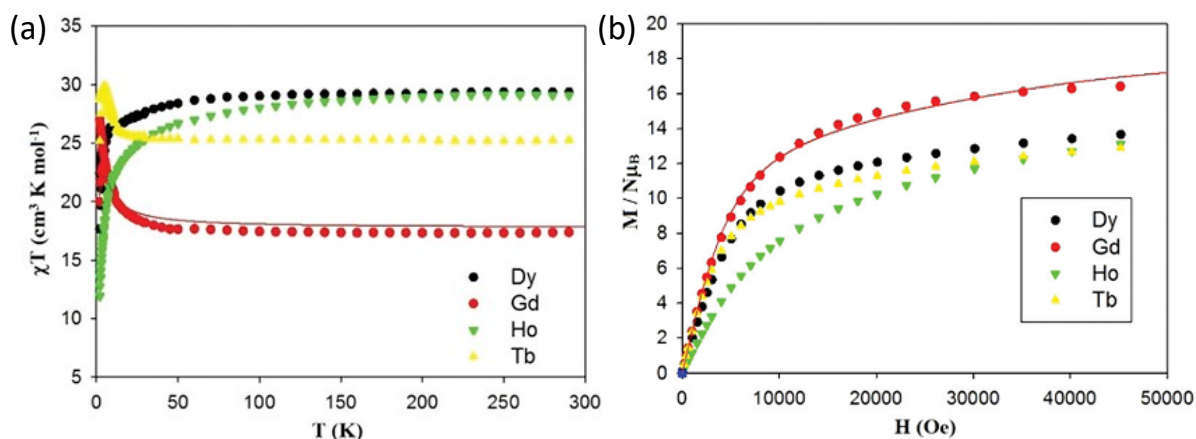 (a)
35
30
25
20
15
10
5
χT (cm³ K mol⁻¹)
Dy
Gd
Ho
Tb
0 50 100 150 200 250 300
T (K)
(b)
20
18
16
14
12
10
8
6
4
2
0
M / Nμ_B
Dy
Gd
Ho
Tb
0 10000 20000 30000 40000 50000
H (Oe)